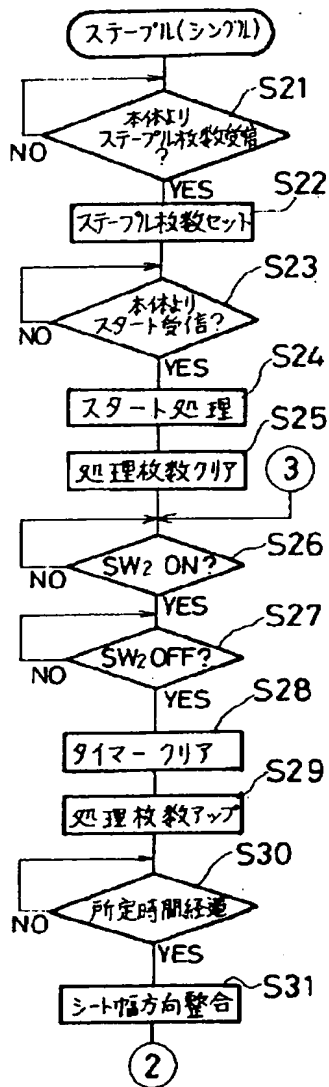 ステープル(シングル)
S21
本体より
ステープル枚数受信
?
NO
YES
S22
ステープル枚数セット
S23
本体より
スタート受信?
NO
YES
S24
スタート処理
S25
処理枚数クリア
3
S26
SW2 ON?
NO
YES
S27
SW2 OFF?
NO
YES
S28
タイマークリア
S29
処理枚数アップ
S30
所定時間経過
NO
YES
S31
シート幅方向整合
2